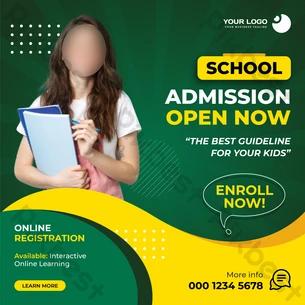 YOUR LOGO
SCHOOL
ADMISSION
OPEN NOW
“THE BEST GUIDELINE
FOR YOUR KIDS”
ENROLL
NOW!
ONLINE
REGISTRATION
Available: Interactive
Online Learning
LEARN MORE
More info.
000 1234 5678